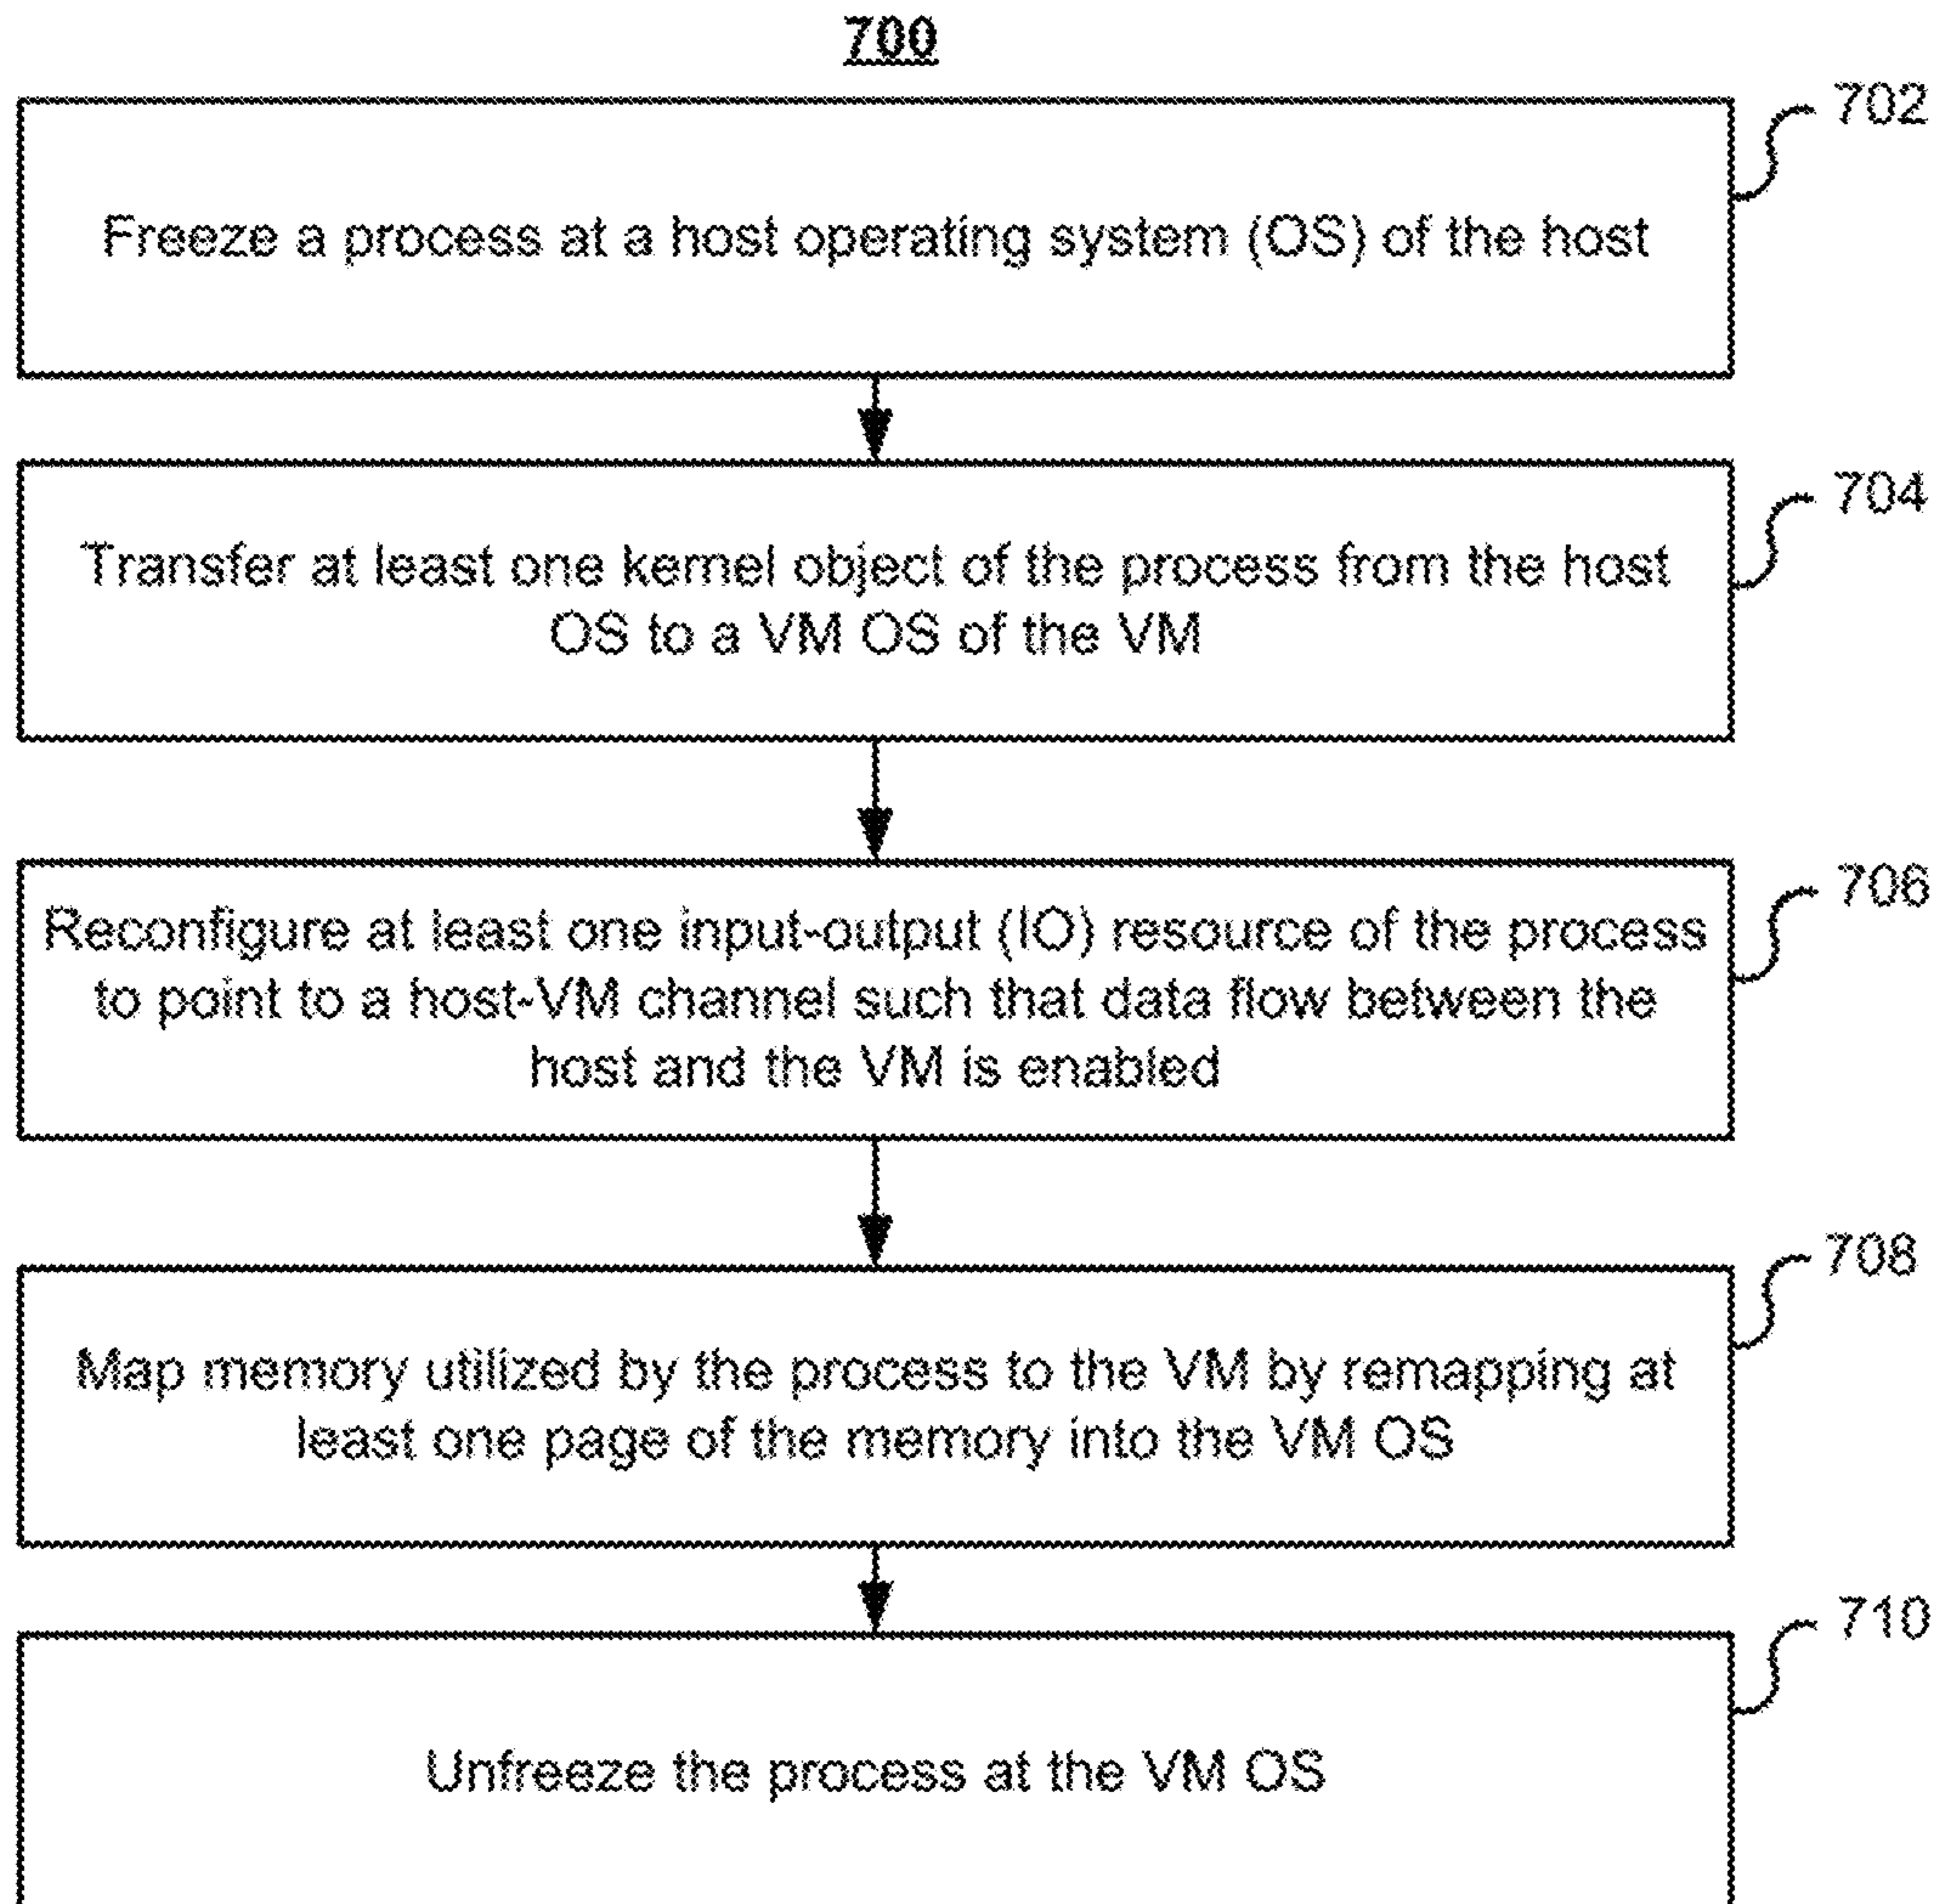 700
702
Freeze a process at a host operating system (OS) of the host
704
Transfer at least one kernel object of the process from the host
OS to a VM OS of the VM
706
Reconfigure at least one input-output (IO) resource of the process
to point to a host-VM channel such that data flow between the
host and the VM is enabled
708
Map memory utilized by the process to the VM by remapping at
least one page of the memory into the VM OS
710
Unfreeze the process at the VM OS